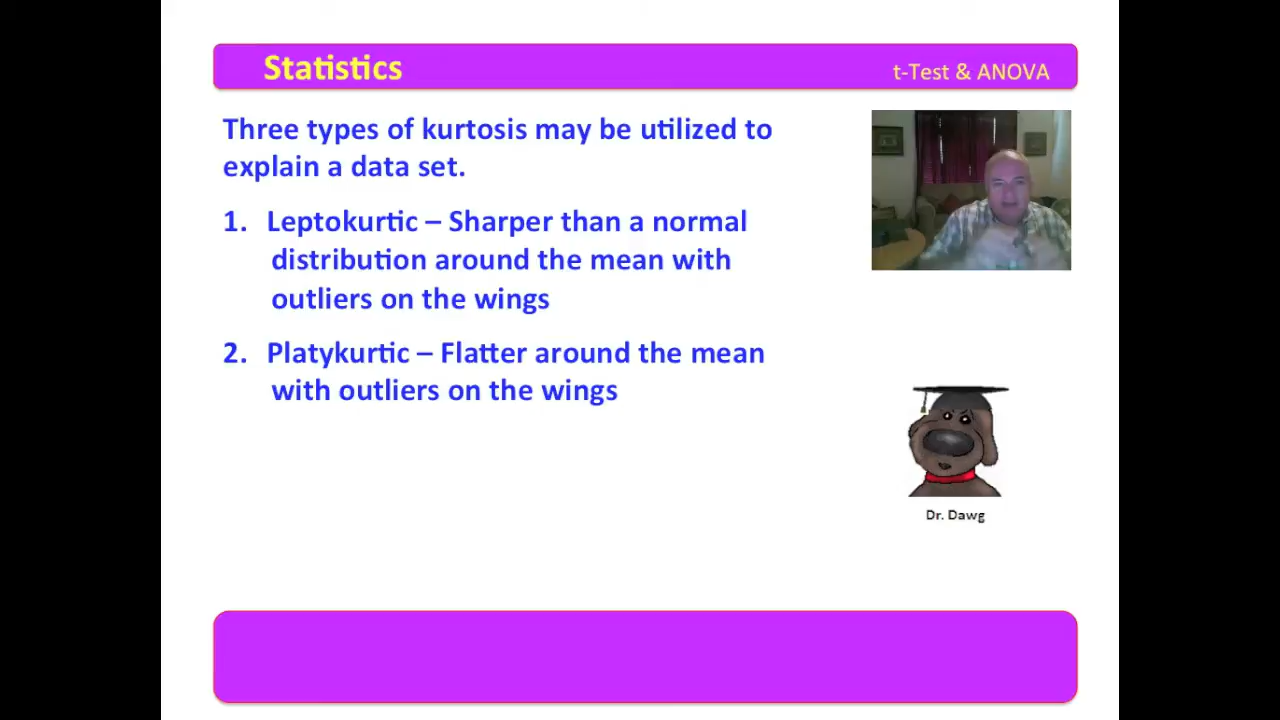 Statistics
t-Test & ANOVA
Three types of kurtosis may be utilized to
explain a data set.
1. Leptokurtic – Sharper than a normal
distribution around the mean with
outliers on the wings
2. Platykurtic – Flatter around the mean
with outliers on the wings
Dr. Dawg